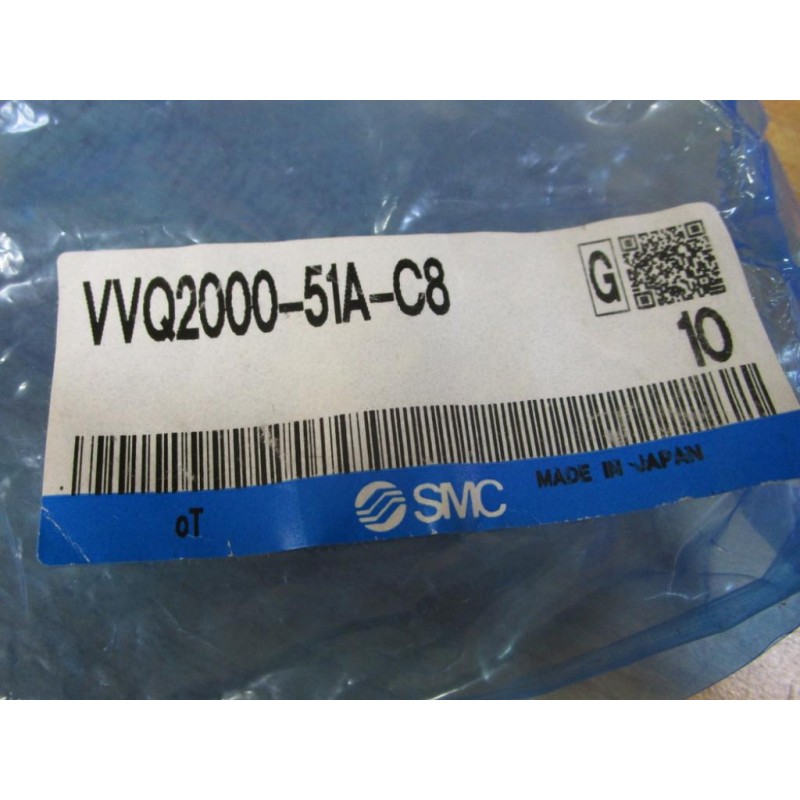 VVQ2000-51A-C8
G
10
oT
SMC
MADE IN JAPAN